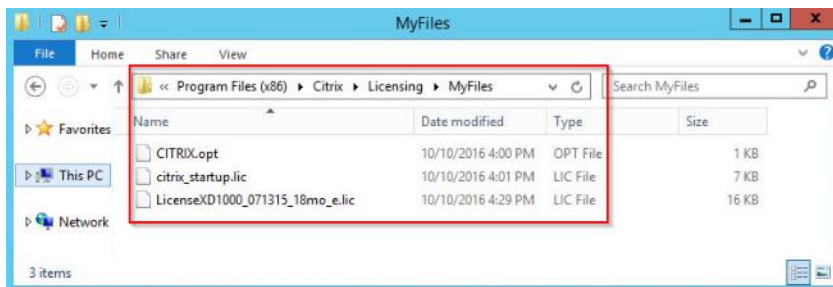 MyFiles
File Home Share View
« Program Files (x86) ▸ Citrix ▸ Licensing ▸ MyFiles Search MyFiles
Favorites
This PC
Network
Name Date modified Type Size
CITRIX.opt 10/10/2016 4:00 PM OPT File 1 KB
citrix_startup.lic 10/10/2016 4:01 PM LIC File 7 KB
LicenseXD1000_071315_18mo_e.lic 10/10/2016 4:29 PM LIC File 16 KB
3 items